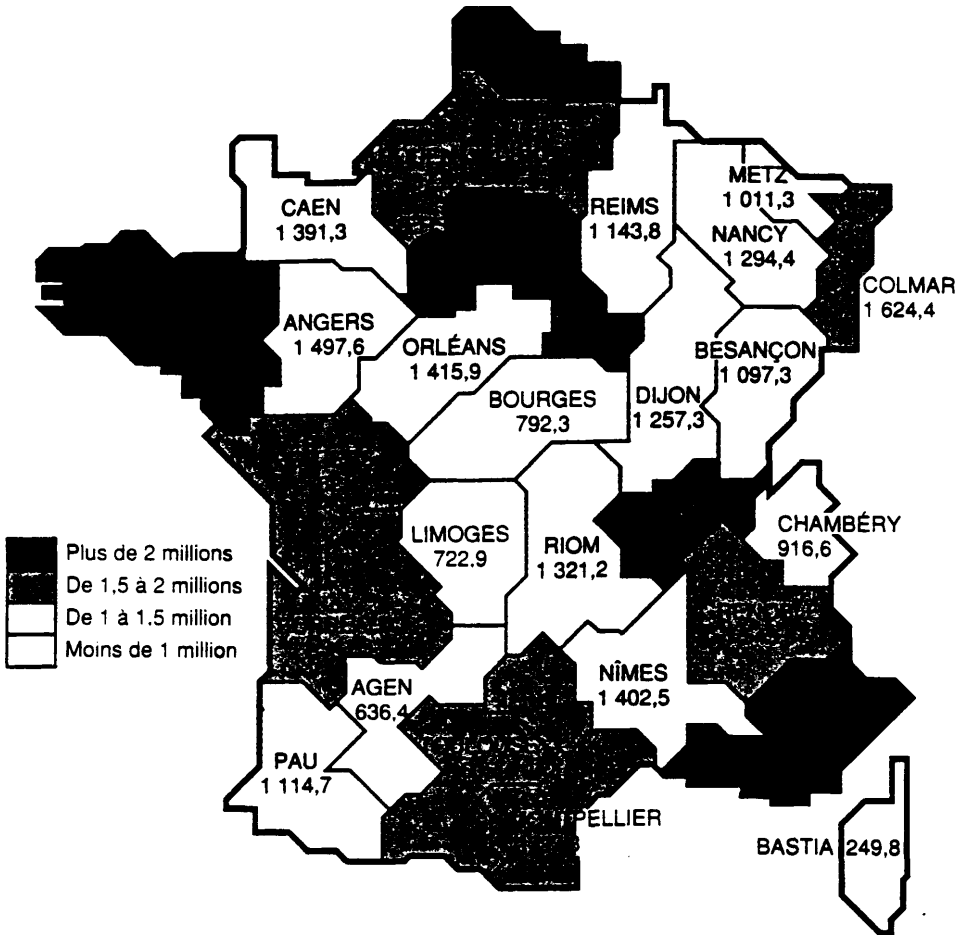 METZ
1 011,3
CAEN
1 391,3
REIMS
1 143,8
NANCY
1 294,4
COLMAR
1 624,4
ANGERS
1 497,6
ORLÉANS
1 415,9
BESANÇON
1 097,3
BOURGES
792,3
DIJON
1 257,3
CHAMBÉRY
916,6
LIMOGES
722.9
RIOM
1 321,2
Plus de 2 millions
De 1,5 à 2 millions
De 1 à 1.5 million
Moins de 1 million
AGEN
636,4
NÎMES
1 402,5
PAU
1 114,7
PELLIER
BASTIA 249,8